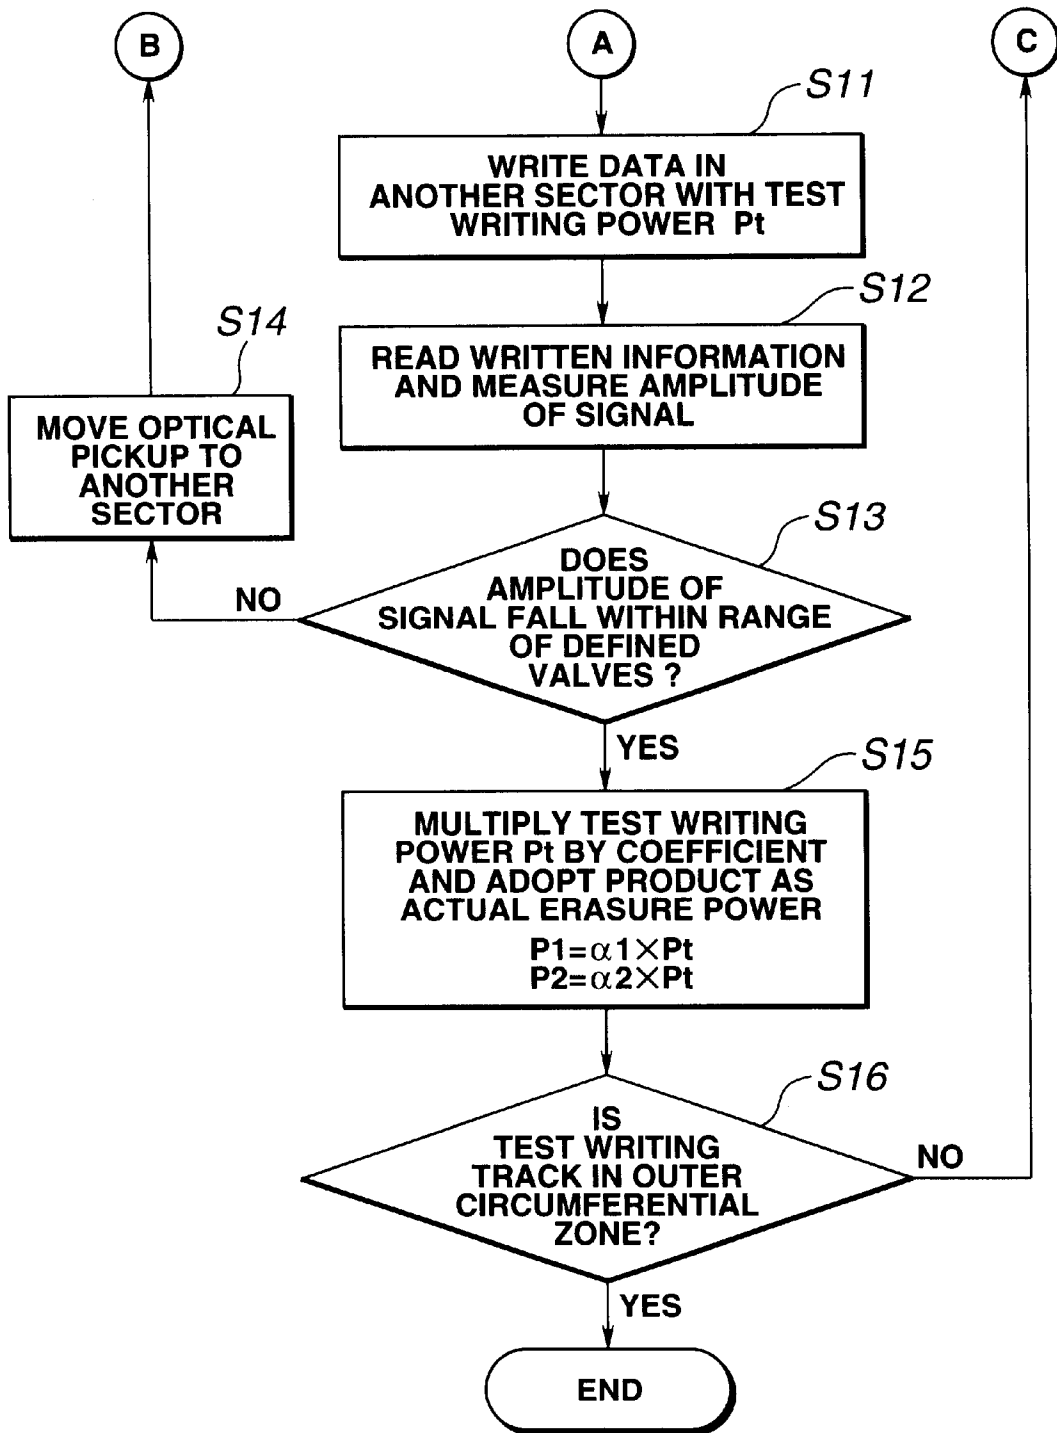 B
A
C
S11
WRITE DATA IN
ANOTHER SECTOR WITH TEST
WRITING POWER Pt
S12
READ WRITTEN INFORMATION
AND MEASURE AMPLITUDE
OF SIGNAL
S14
MOVE OPTICAL
PICKUP TO
ANOTHER
SECTOR
S13
DOES
AMPLITUDE OF
SIGNAL FALL WITHIN RANGE
OF DEFINED
VALVES ?
NO
YES
S15
MULTIPLY TEST WRITING
POWER Pt BY COEFFICIENT
AND ADOPT PRODUCT AS
ACTUAL ERASURE POWER
P1=α1×Pt
P2=α2×Pt
S16
IS
TEST WRITING
TRACK IN OUTER
CIRCUMFERENTIAL
ZONE?
NO
YES
END